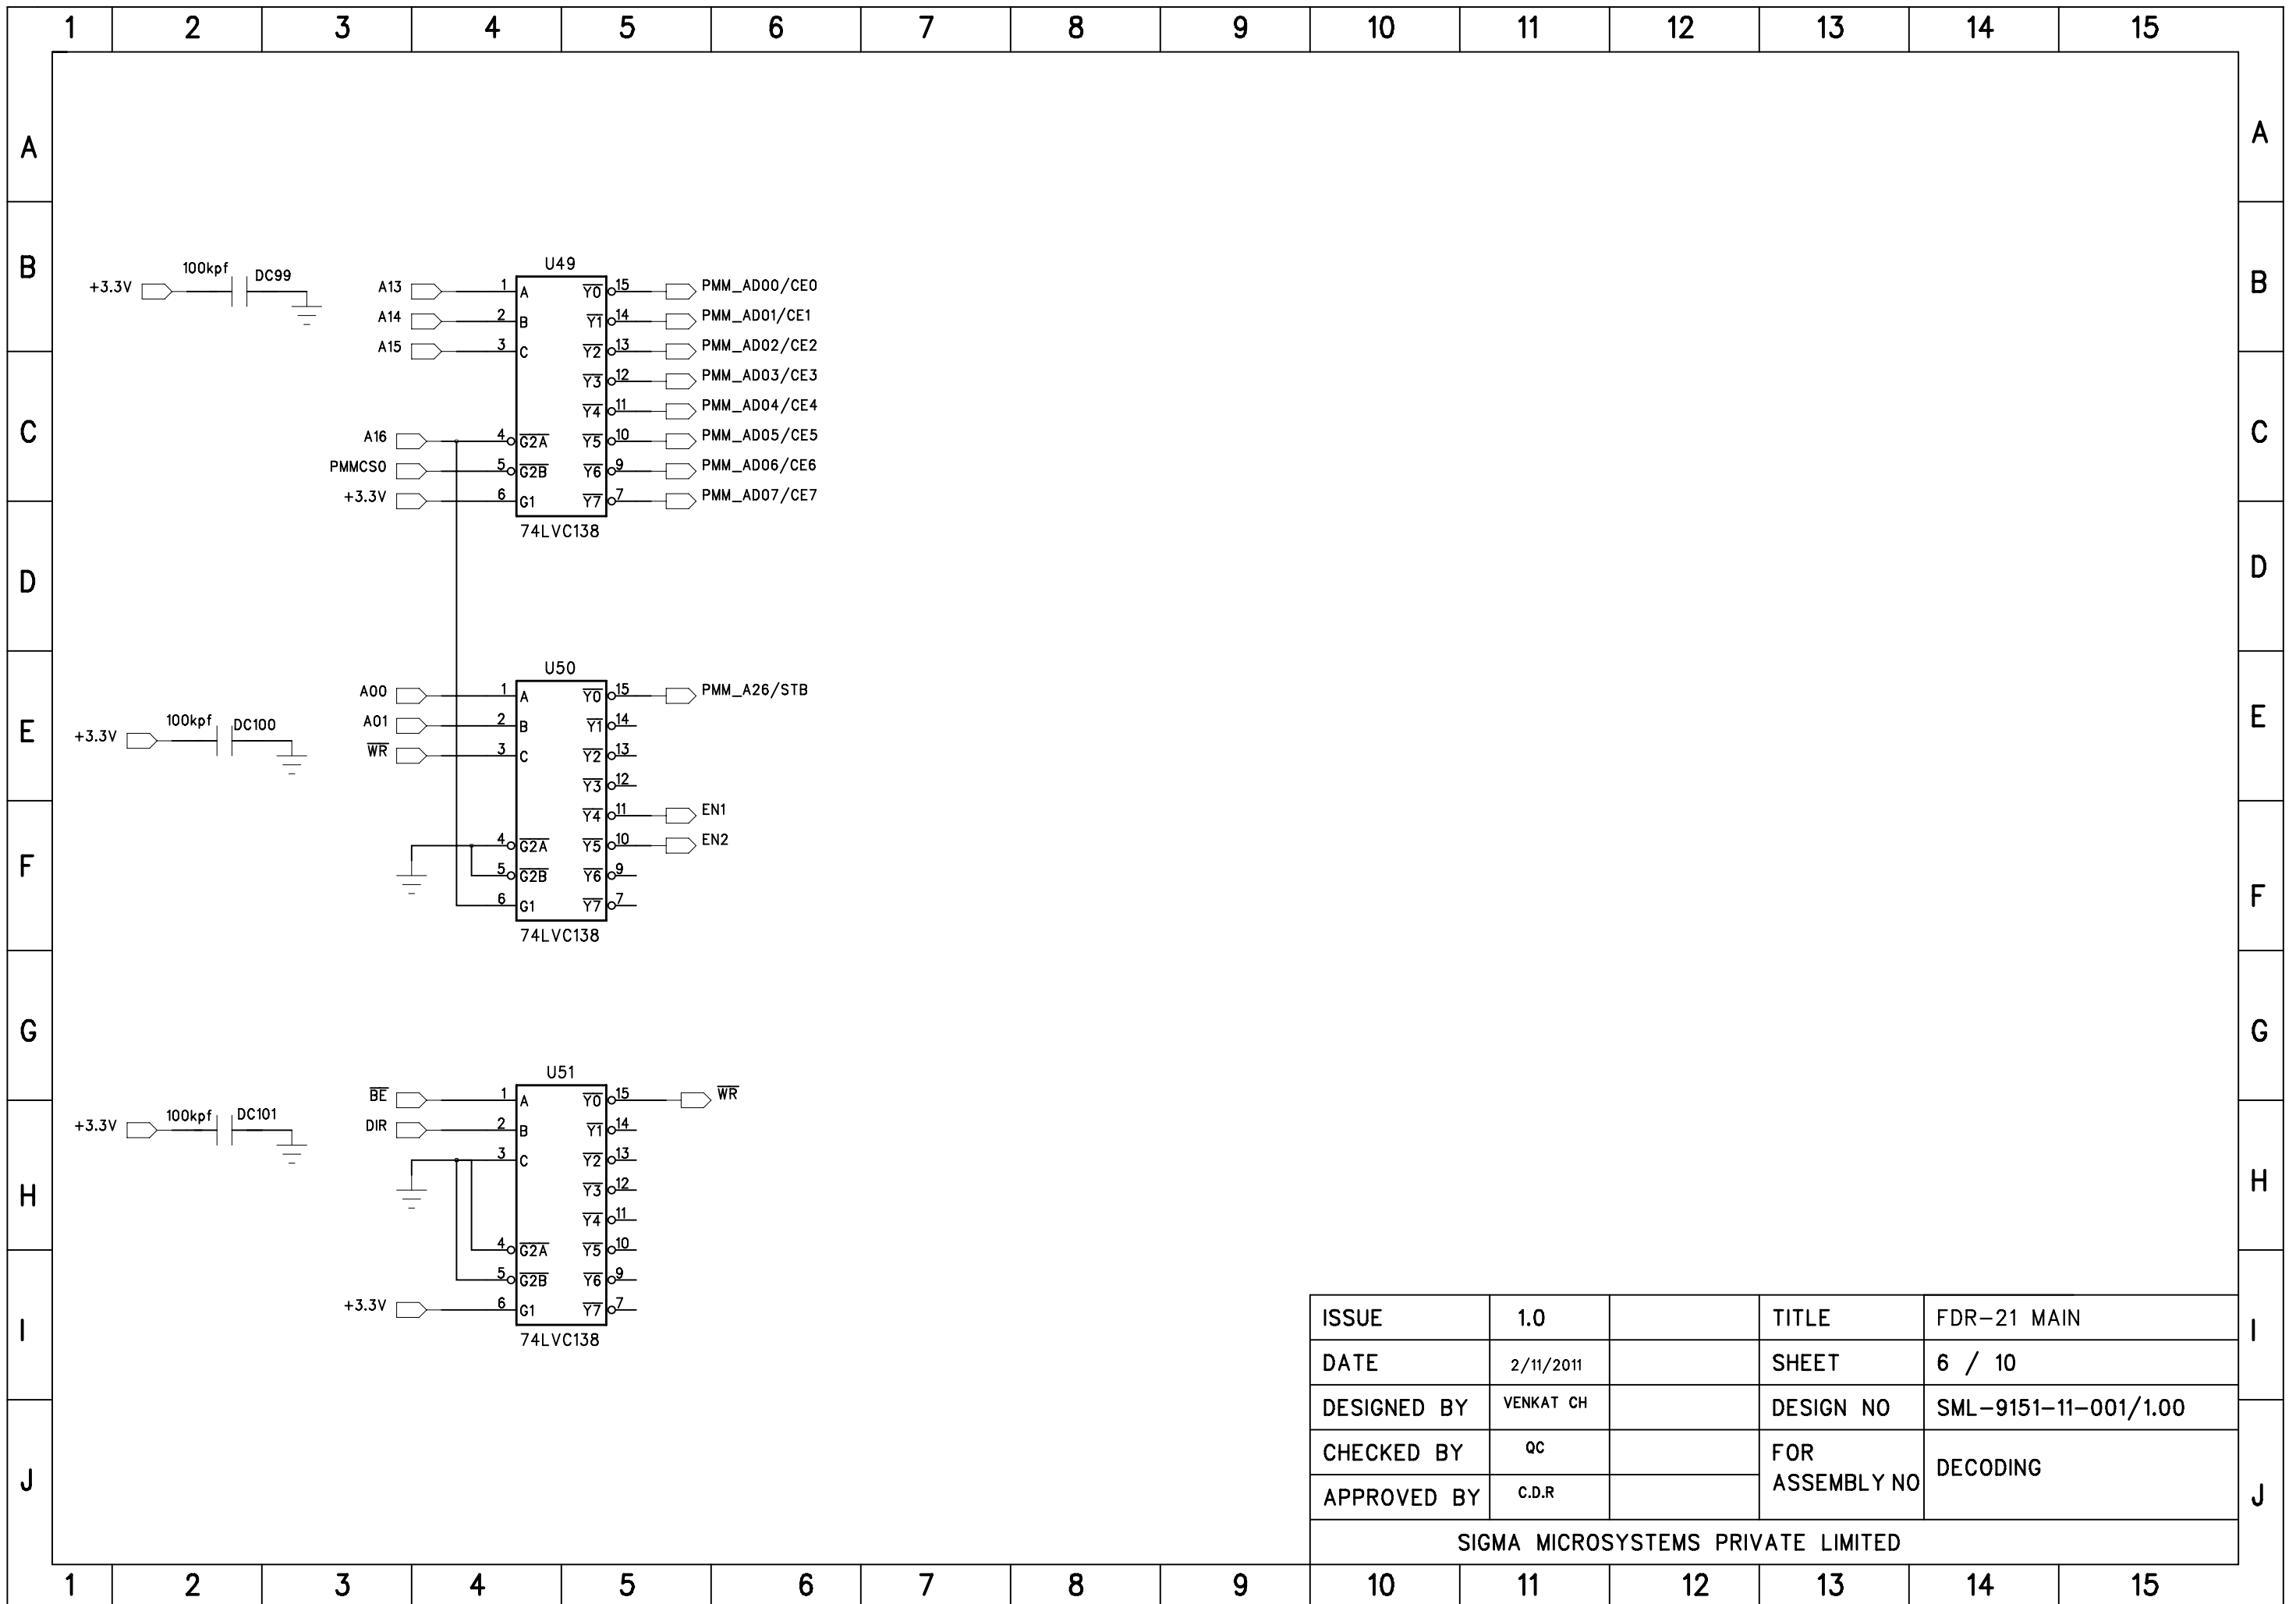 1 2 3 4 5 6 7 8 9 10 11 12 13 14 15
A A
B B
C C
D D
E E
F F
G G
H H
I I
J J
+3.3V 100kpf DC99
U49
A13 1 A Y0 15 PMM_AD00/CE0
A14 2 B Y1 14 PMM_AD01/CE1
A15 3 C Y2 13 PMM_AD02/CE2
Y3 12 PMM_AD03/CE3
Y4 11 PMM_AD04/CE4
A16 4 G2A Y5 10 PMM_AD05/CE5
PMMCS0 5 G2B Y6 9 PMM_AD06/CE6
+3.3V 6 G1 Y7 7 PMM_AD07/CE7
74LVC138
+3.3V 100kpf DC100
U50
A00 1 A Y0 15 PMM_A26/STB
A01 2 B Y1 14
WR 3 C Y2 13
Y3 12
Y4 11 EN1
4 G2A Y5 10 EN2
5 G2B Y6 9
6 G1 Y7 7
74LVC138
+3.3V 100kpf DC101
U51
BE 1 A Y0 15 WR
DIR 2 B Y1 14
3 C Y2 13
Y3 12
Y4 11
4 G2A Y5 10
5 G2B Y6 9
+3.3V 6 G1 Y7 7
74LVC138
ISSUE 1.0 TITLE FDR-21 MAIN
DATE 2/11/2011 SHEET 6 / 10
DESIGNED BY VENKAT CH DESIGN NO SML-9151-11-001/1.00
CHECKED BY QC FOR
ASSEMBLY NO DECODING
APPROVED BY C.D.R
SIGMA MICROSYSTEMS PRIVATE LIMITED
1 2 3 4 5 6 7 8 9 10 11 12 13 14 15